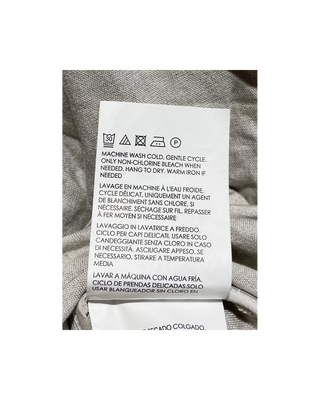 30 P
MACHINE WASH COLD. GENTLE CYCLE.
ONLY NON-CHLORINE BLEACH WHEN
NEEDED. HANG TO DRY. WARM IRON IF
NEEDED
LAVAGE EN MACHINE À L'EAU FROIDE,
CYCLE DÉLICAT, UNIQUEMENT UN AGENT
DE BLANCHIMENT SANS CHLORE, SI
NÉCESSAIRE. SÉCHAGE SUR FIL. REPASSER
À FER MOYEN SI NÉCESSAIRE
LAVAGGIO IN LAVATRICE A FREDDO.
CICLO PER CAPI DELICATI, USARE SOLO
CANDEGGIANTE SENZA CLORO IN CASO
DI NECESSITÀ. ASCIUGARE APPESO. SE
NECESSARIO, STIRARE A TEMPERATURA
MEDIA
LAVAR A MÁQUINA CON AGUA FRÍA,
CICLO DE PRENDAS DELICADAS. SOLO
USAR BLANQUEADOR SIN CLORO EN
COLGADO.